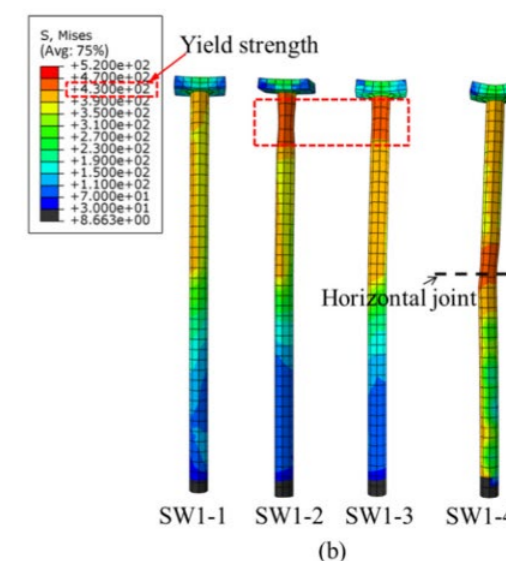 S, Mises
(Avg: 75%)
+5.200e+02
+4.700e+02
+4.300e+02
+3.900e+02
+3.500e+02
+3.100e+02
+2.700e+02
+2.300e+02
+1.900e+02
+1.500e+02
+1.100e+02
+7.000e+01
+3.000e+01
+8.663e+00
Yield strength
Horizontal joint
SW1-1 SW1-2 SW1-3 SW1-4
(b)